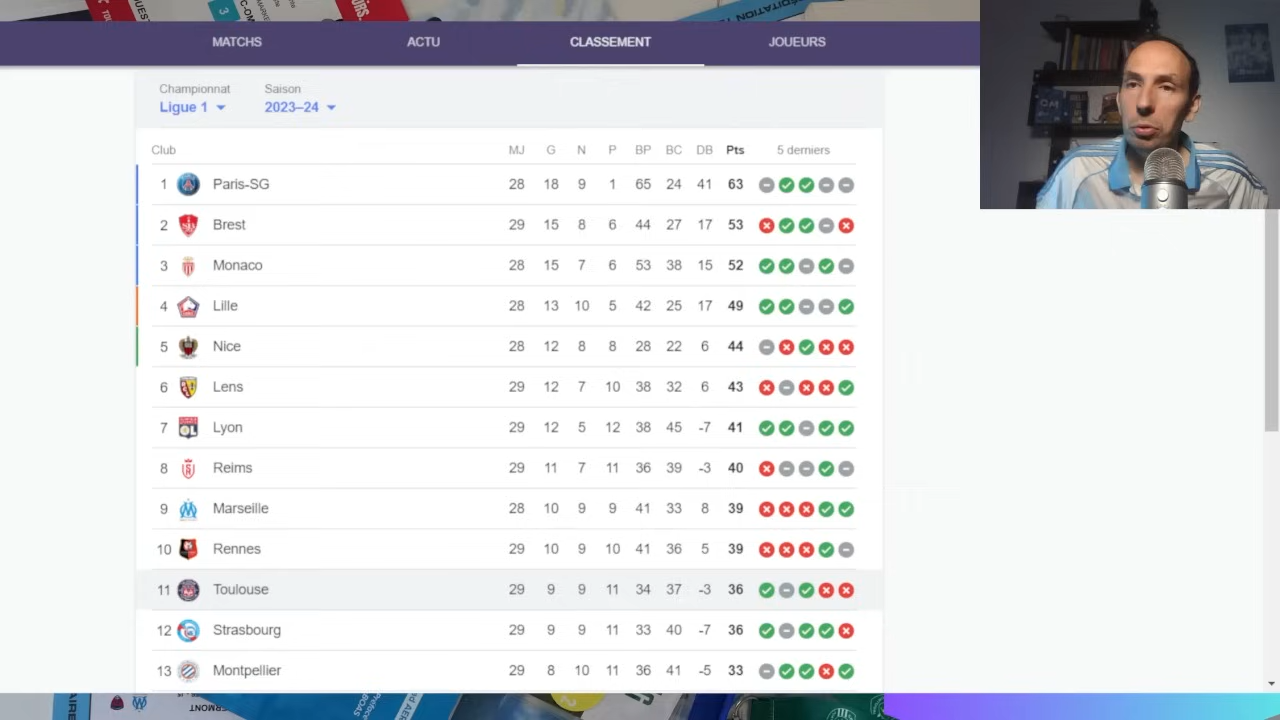 MATCHS ACTU CLASSEMENT JOUEURS
Championnat Saison
Ligue 1 2023–24
Club MJ G N P BP BC DB Pts 5 derniers
1 Paris-SG 28 18 9 1 65 24 41 63
2 Brest 29 15 8 6 44 27 17 53
3 Monaco 28 15 7 6 53 38 15 52
4 Lille 28 13 10 5 42 25 17 49
5 Nice 28 12 8 8 28 22 6 44
6 Lens 29 12 7 10 38 32 6 43
7 Lyon 29 12 5 12 38 45 -7 41
8 Reims 29 11 7 11 36 39 -3 40
9 Marseille 28 10 9 9 41 33 8 39
10 Rennes 29 10 9 10 41 36 5 39
11 Toulouse 29 9 9 11 34 37 -3 36
12 Strasbourg 29 9 9 11 33 40 -7 36
13 Montpellier 29 8 10 11 36 41 -5 33